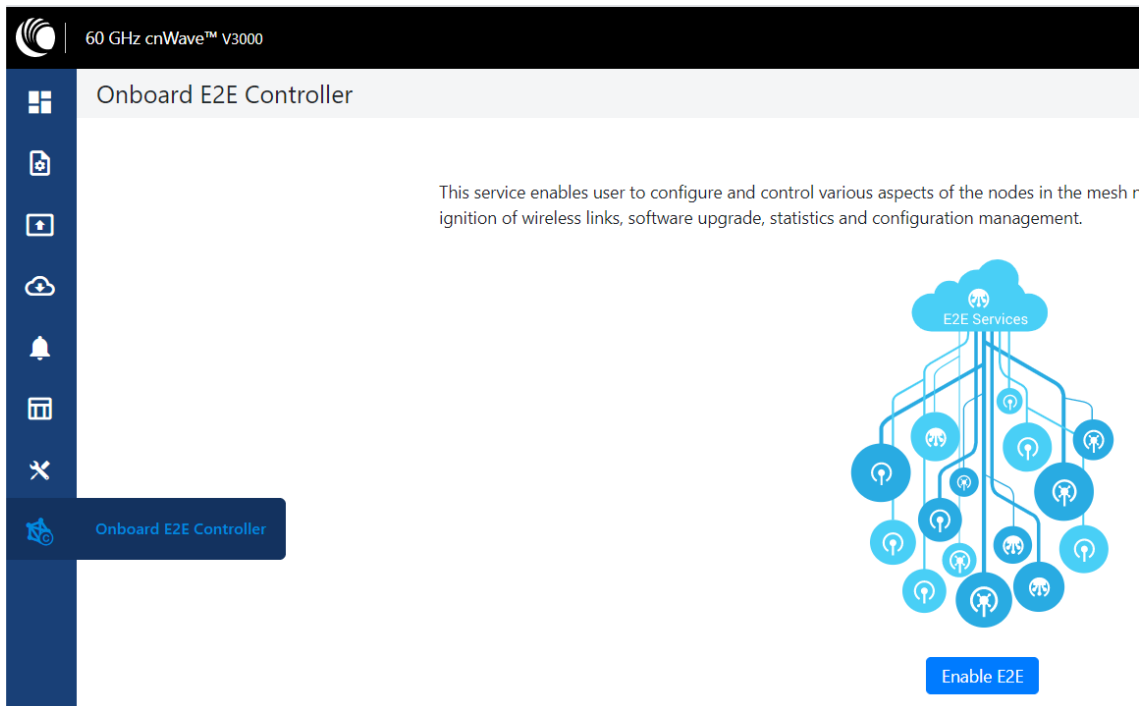 60 GHz cnWave™ V3000
Onboard E2E Controller
This service enables user to configure and control various aspects of the nodes in the mesh
ignition of wireless links, software upgrade, statistics and configuration management.
E2E Services
Onboard E2E Controller
Enable E2E